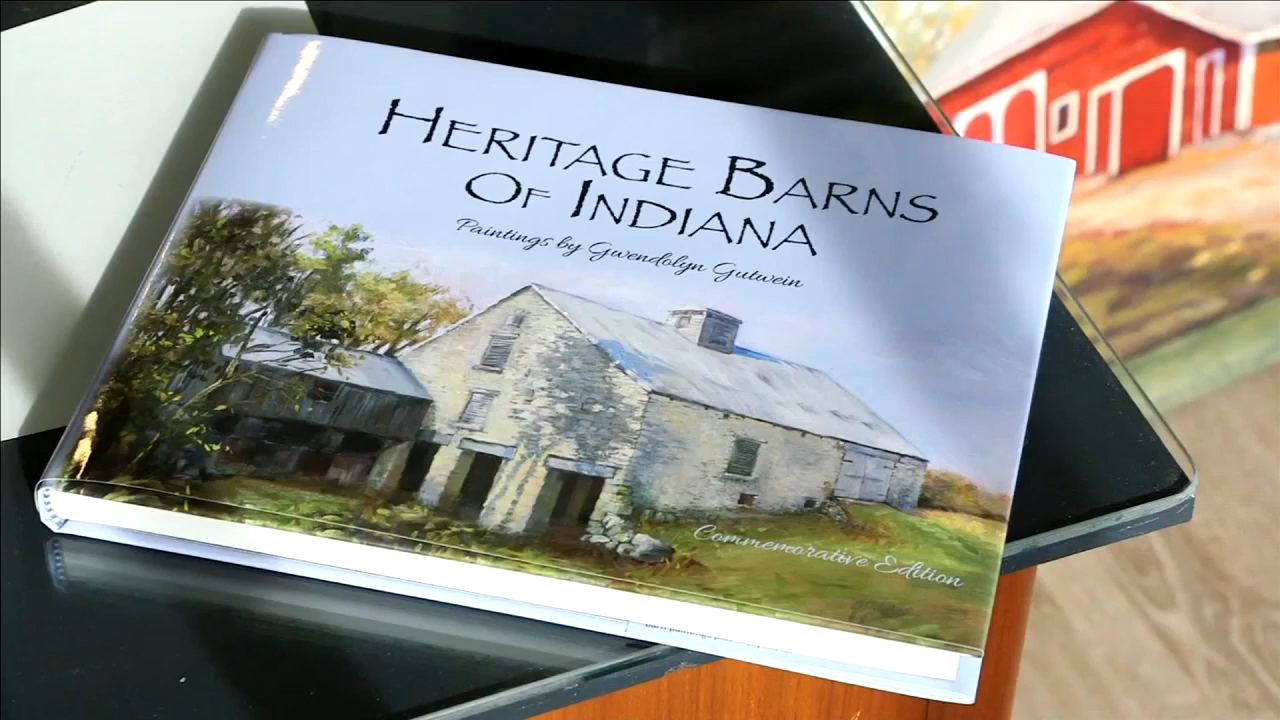 HERITAGE BARNS
OF INDIANA
Paintings by Gwendolyn Gutwein
Commemorative Edition